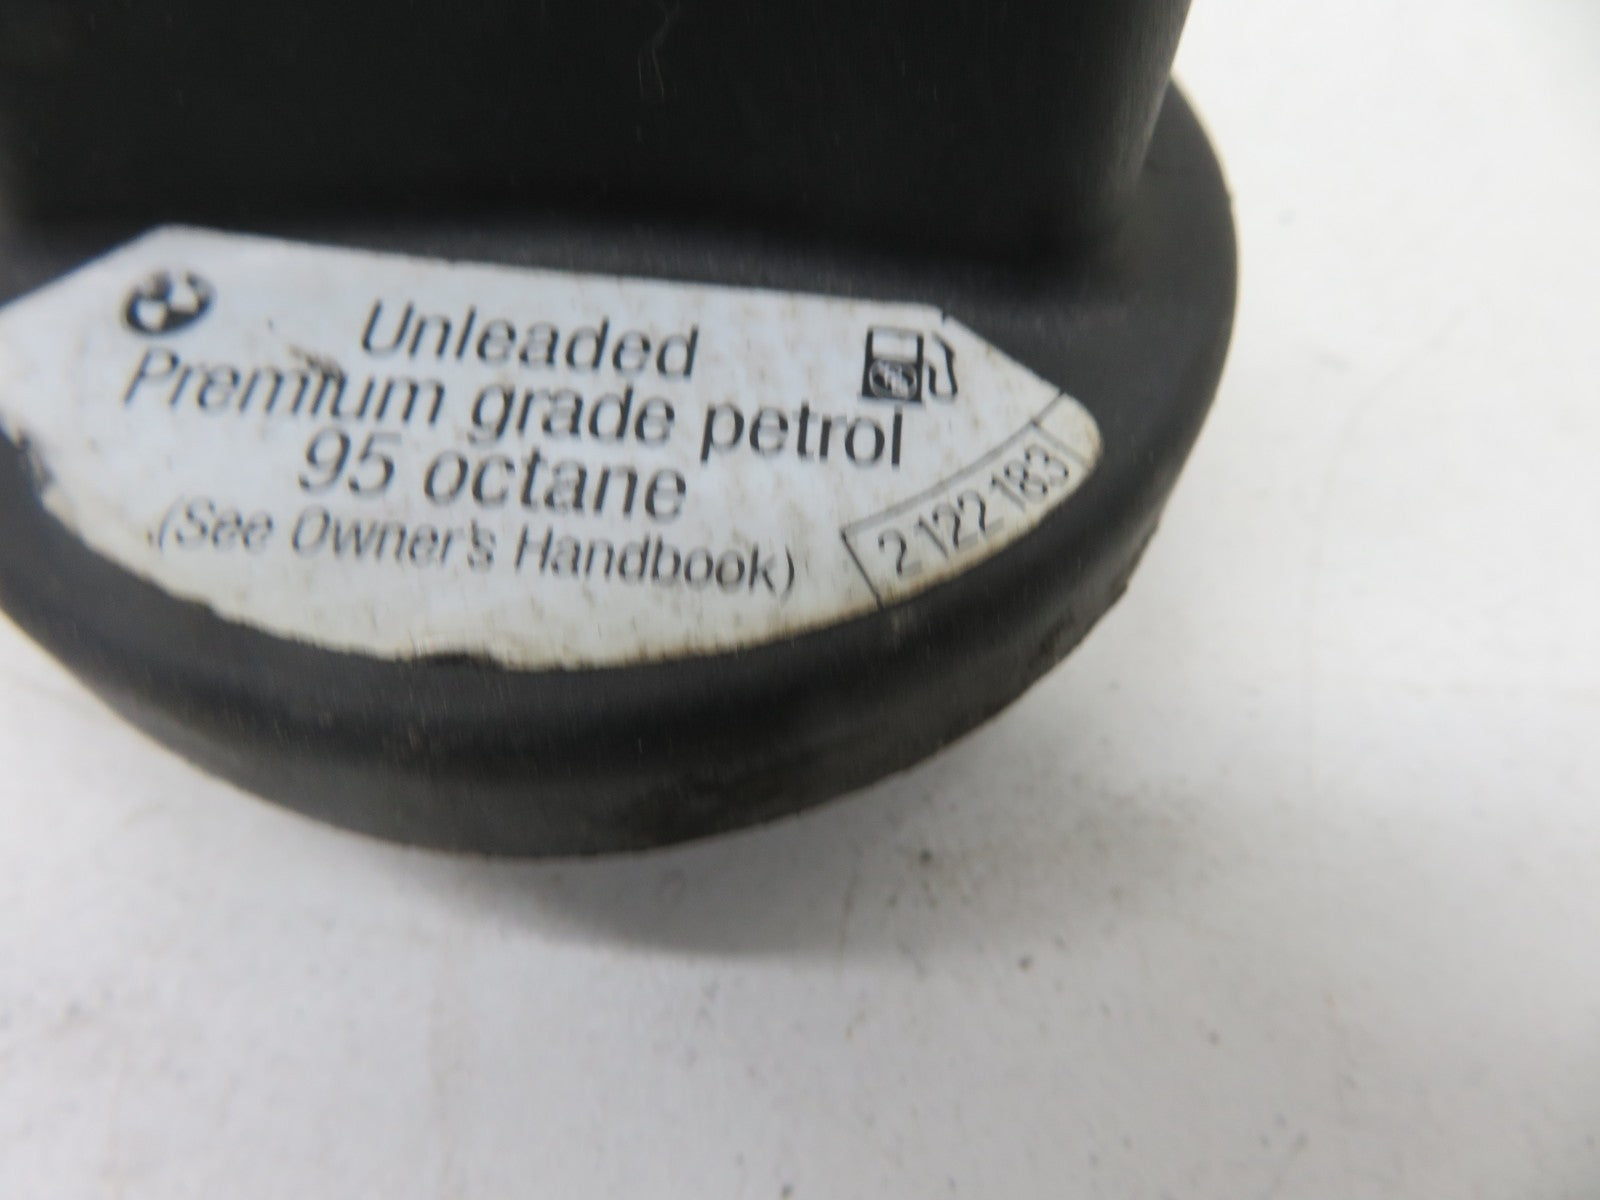 Unleaded
Premium grade petrol
95 octane
(See Owner's Handbook)
2 122 183